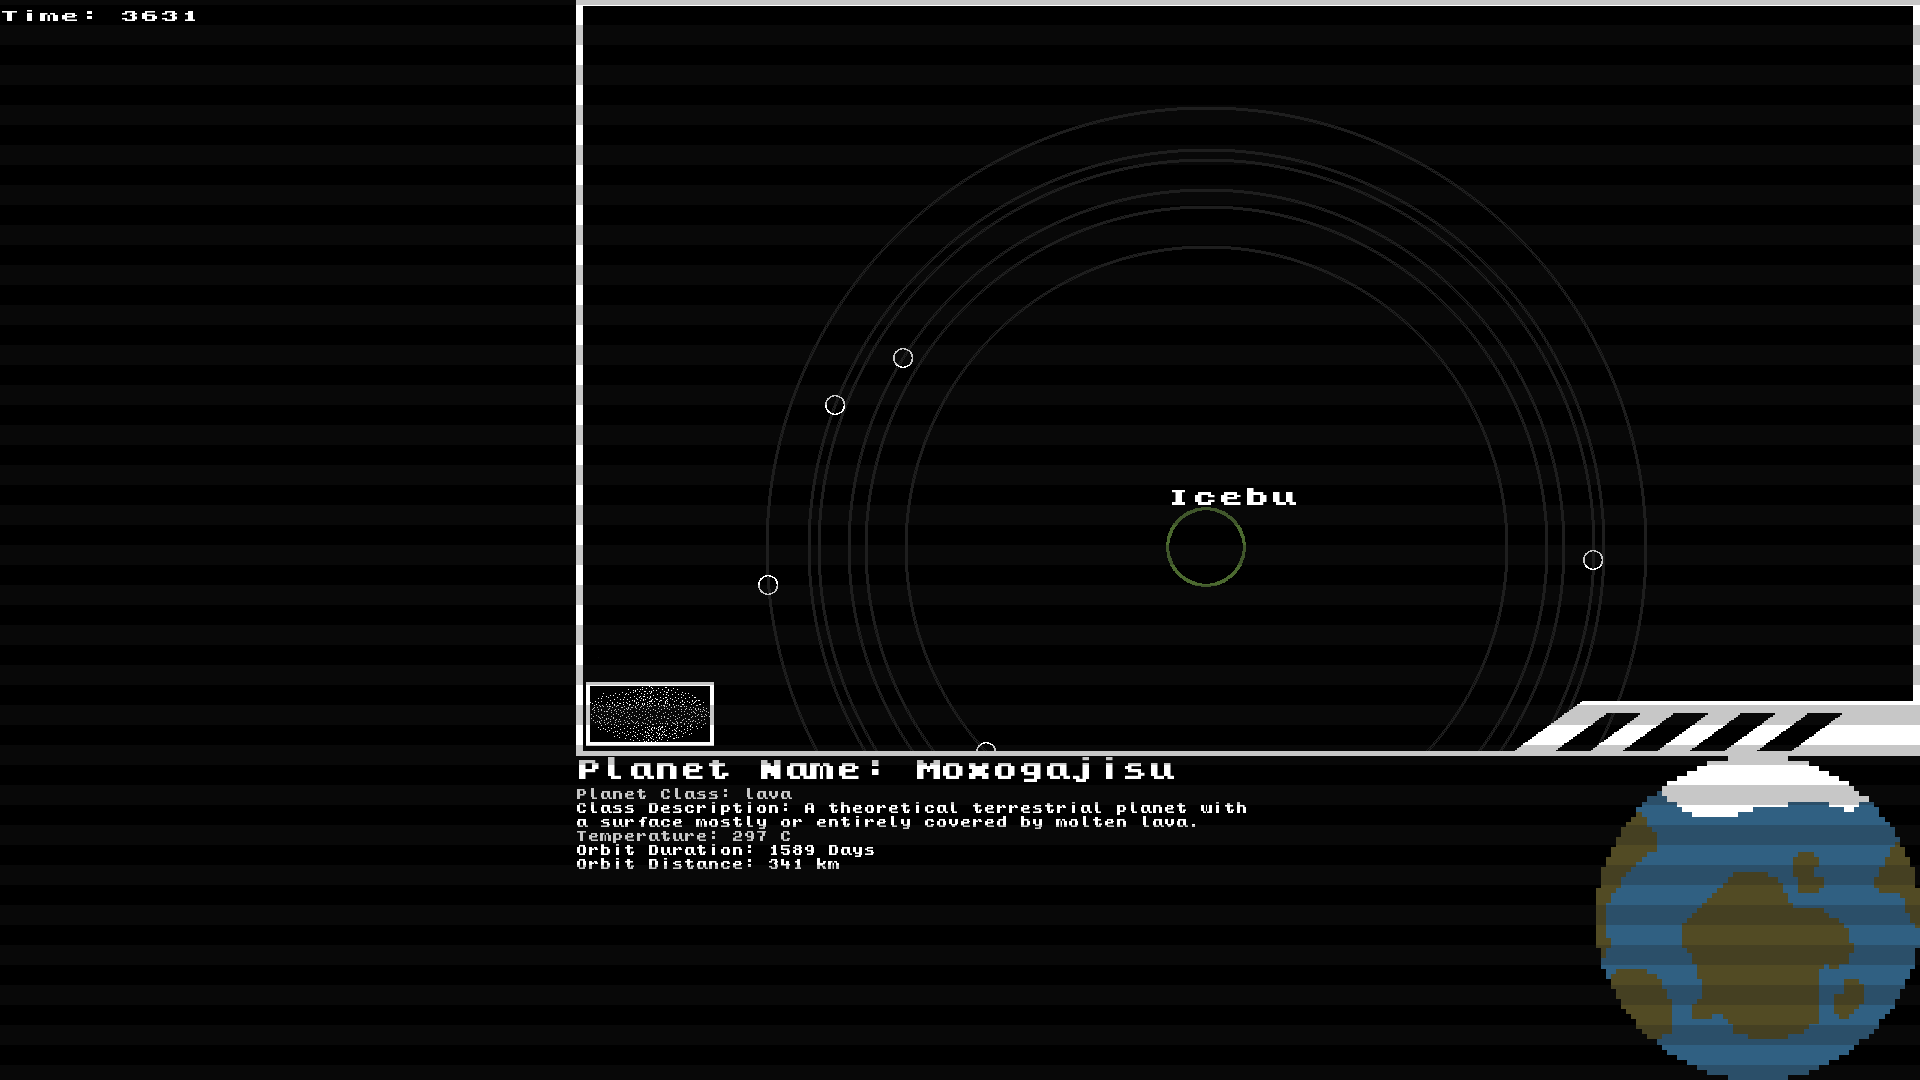 Time: 3631
Icebu
Planet Name: Moxogajisu
Planet Class: lava
Class Description: A theoretical terrestrial planet with
a surface mostly or entirely covered by molten lava.
Temperature: 297 C
Orbit Duration: 1589 Days
Orbit Distance: 341 km